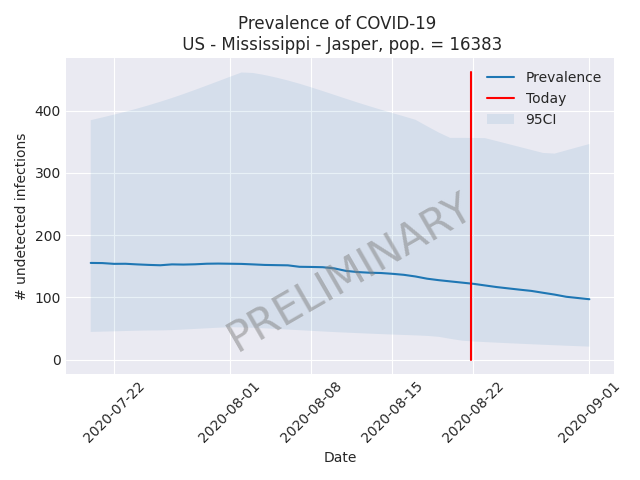 Prevalence of COVID-19
US - Mississippi - Jasper, pop. = 16383
# undetected infections
400
300
200
100
0
Prevalence
Today
95CI
PRELIMINARY
2020-07-22
2020-08-01
2020-08-08
2020-08-15
2020-08-22
2020-09-01
Date